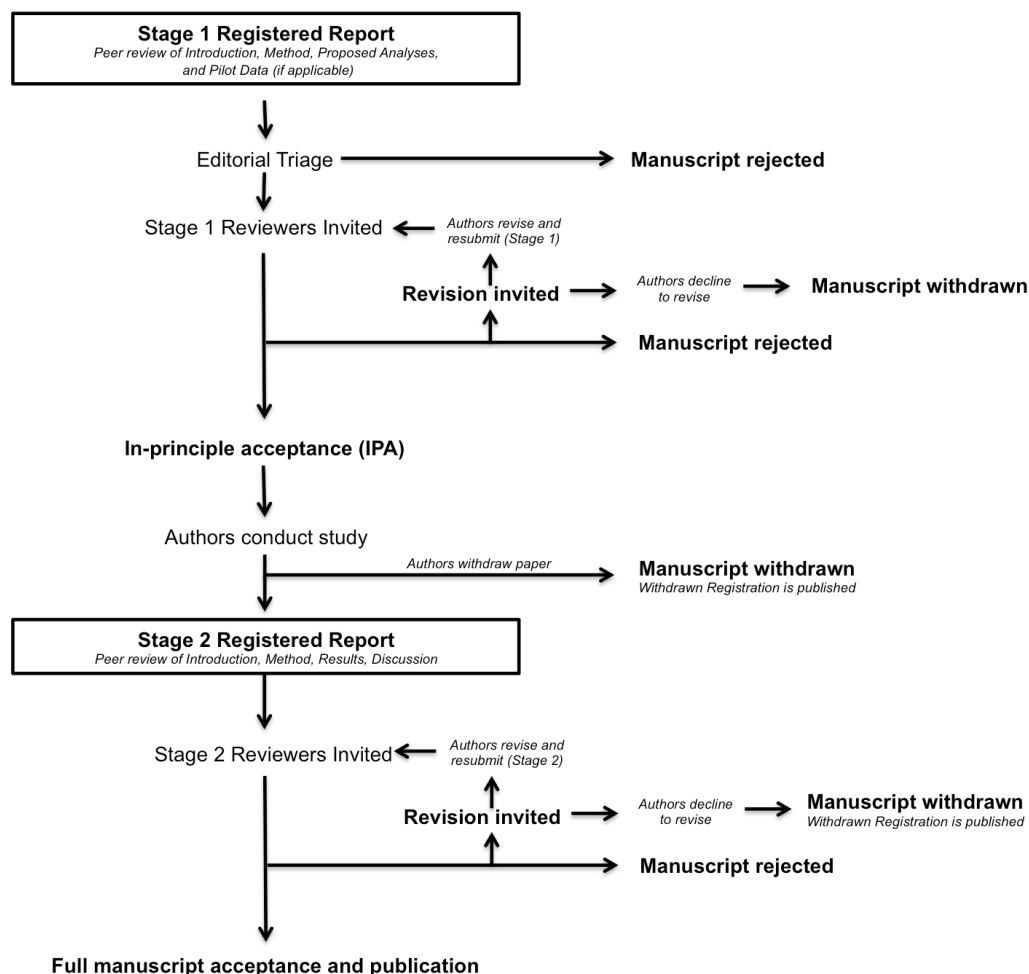 Stage 1 Registered Report
Peer review of Introduction, Method, Proposed Analyses,
and Pilot Data (if applicable)
Editorial Triage
Manuscript rejected
Stage 1 Reviewers Invited
Authors revise and
resubmit (Stage 1)
Revision invited
Authors decline
to revise
Manuscript withdrawn
Manuscript rejected
In-principle acceptance (IPA)
Authors conduct study
Authors withdraw paper
Manuscript withdrawn
Withdrawn Registration is published
Stage 2 Registered Report
Peer review of Introduction, Method, Results, Discussion
Stage 2 Reviewers Invited
Authors revise and
resubmit (Stage 2)
Revision invited
Authors decline
to revise
Manuscript withdrawn
Withdrawn Registration is published
Manuscript rejected
Full manuscript acceptance and publication